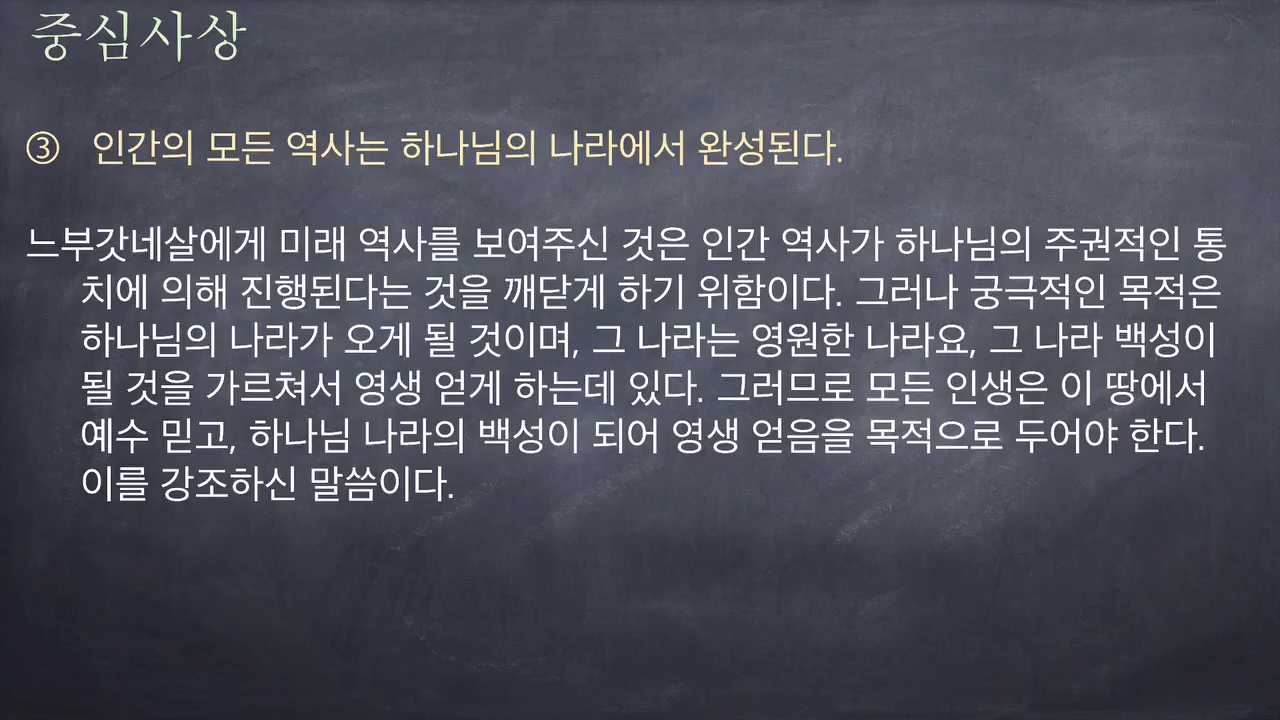 중심사상
③ 인간의 모든 역사는 하나님의 나라에서 완성된다.
느부갓네살에게 미래 역사를 보여주신 것은 인간 역사가 하나님의 주권적인 통
치에 의해 진행된다는 것을 깨닫게 하기 위함이다. 그러나 궁극적인 목적은
하나님의 나라가 오게 될 것이며, 그 나라는 영원한 나라요, 그 나라 백성이
될 것을 가르쳐서 영생 얻게 하는데 있다. 그러므로 모든 인생은 이 땅에서
예수 믿고, 하나님 나라의 백성이 되어 영생 얻음을 목적으로 두어야 한다.
이를 강조하신 말씀이다.